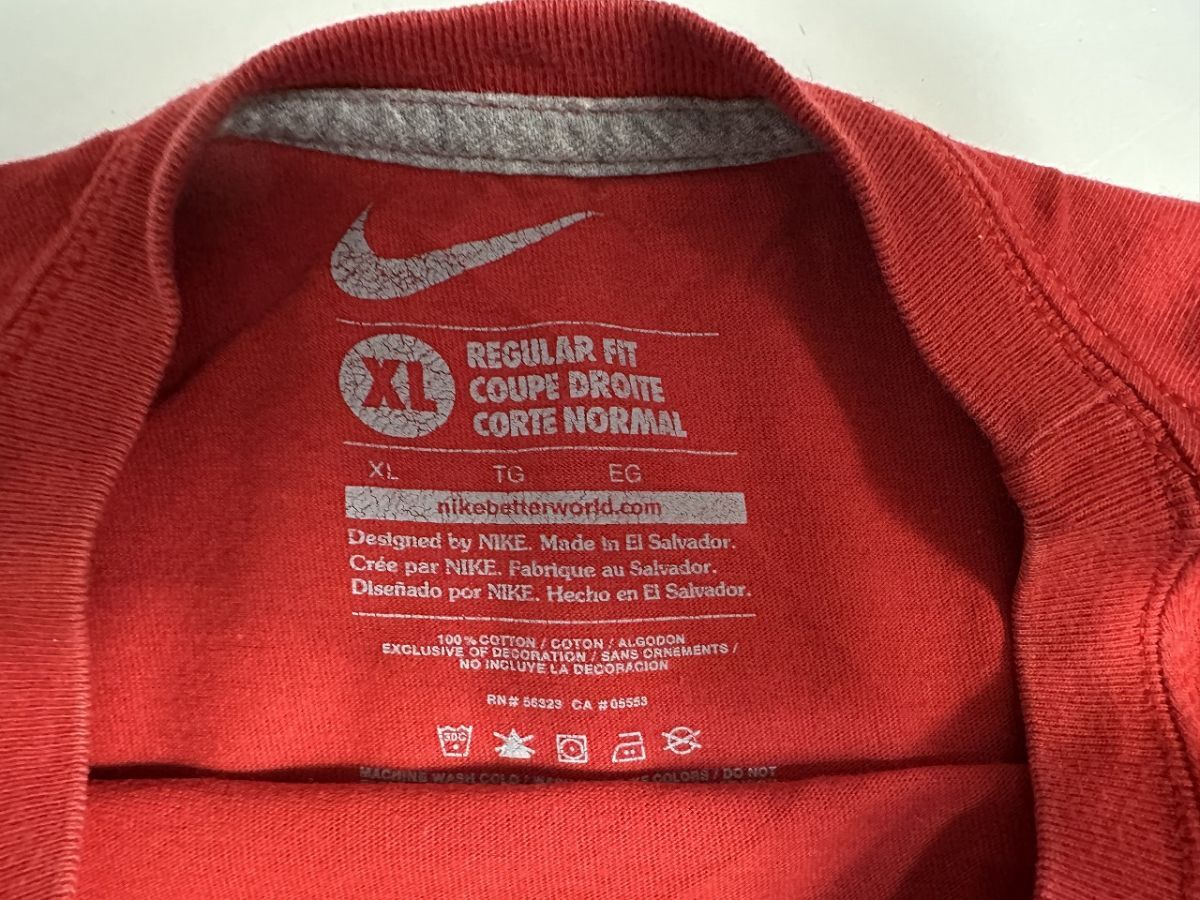 XL
REGULAR FIT
COUPE DROITE
CORTE NORMAL
XL TG EG
nikebetterworld.com
Designed by NIKE. Made in El Salvador.
Crée par NIKE. Fabrique au Salvador.
Diseñado por NIKE. Hecho en El Salvador.
100% COTTON / COTON / ALGODON
EXCLUSIVE OF DECORATION / SANS ORNEMENTS /
NO INCLUYE LA DECORACION
RN# 56323 CA #05553
30C
MACHINE WASH COLD / COLORS / DO NOT